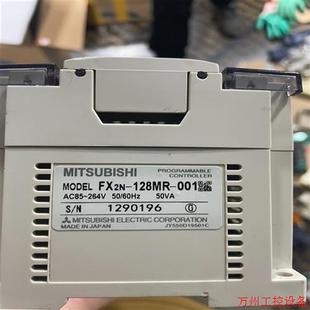 MITSUBISHI
PROGRAMMABLE CONTROLLER
MODEL FX2N-128MR-001
AC85~264V 50/60Hz 50VA
S/N 1290196
MITSUBISHI ELECTRIC CORPORATION
MADE IN JAPAN JY550D19501C
万州工控设备